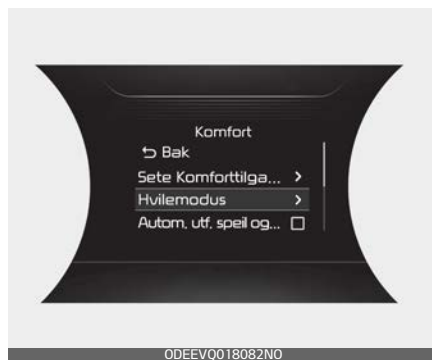 Komfort
Bak
Sete Komforttilga...
Hvilemodus
Autom, utf, speil og...
ODEEVQ018082NO